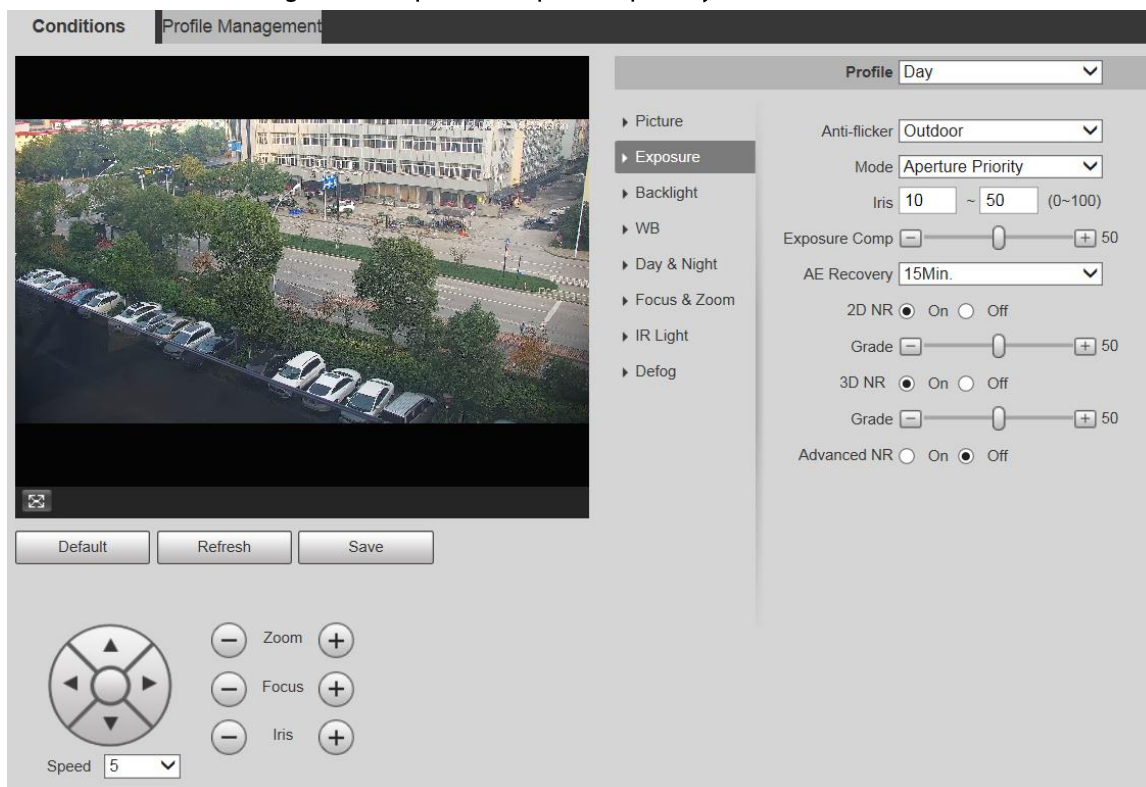 Conditions Profile Management
Profile Day
Picture
Exposure
Backlight
WB
Day & Night
Focus & Zoom
IR Light
Defog
Anti-flicker Outdoor
Mode Aperture Priority
Iris 10 ~ 50 (0~100)
Exposure Comp 50
AE Recovery 15Min.
2D NR On Off
Grade 50
3D NR On Off
Grade 50
Advanced NR On Off
Default Refresh Save
Zoom
Focus
Iris
Speed 5